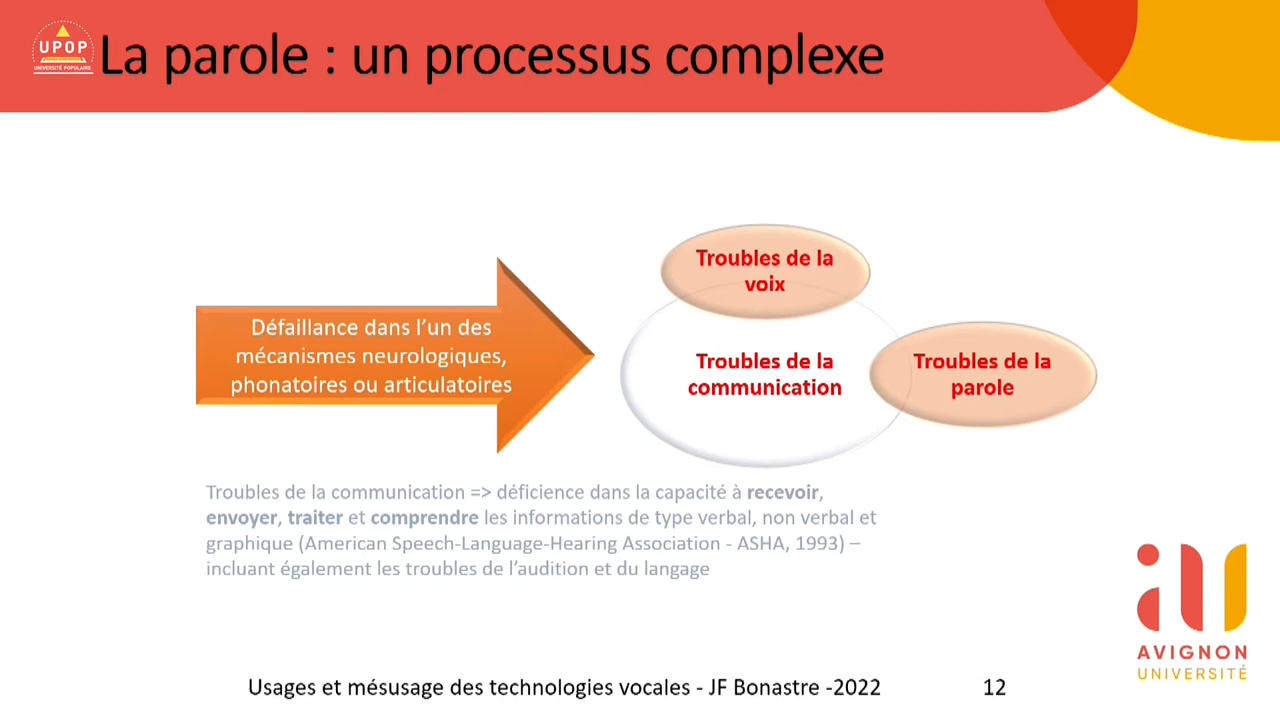 UPOP
UNIVERSITÉ POPULAIRE
La parole : un processus complexe
Troubles de la
voix
Défaillance dans l'un des
mécanismes neurologiques,
phonatoires ou articulatoires
Troubles de la
communication
Troubles de la
parole
Troubles de la communication => déficience dans la capacité à recevoir,
envoyer, traiter et comprendre les informations de type verbal, non verbal et
graphique (American Speech-Language-Hearing Association - ASHA, 1993) –
incluant également les troubles de l'audition et du langage
AVIGNON
UNIVERSITÉ
Usages et mésusage des technologies vocales - JF Bonastre -2022
12